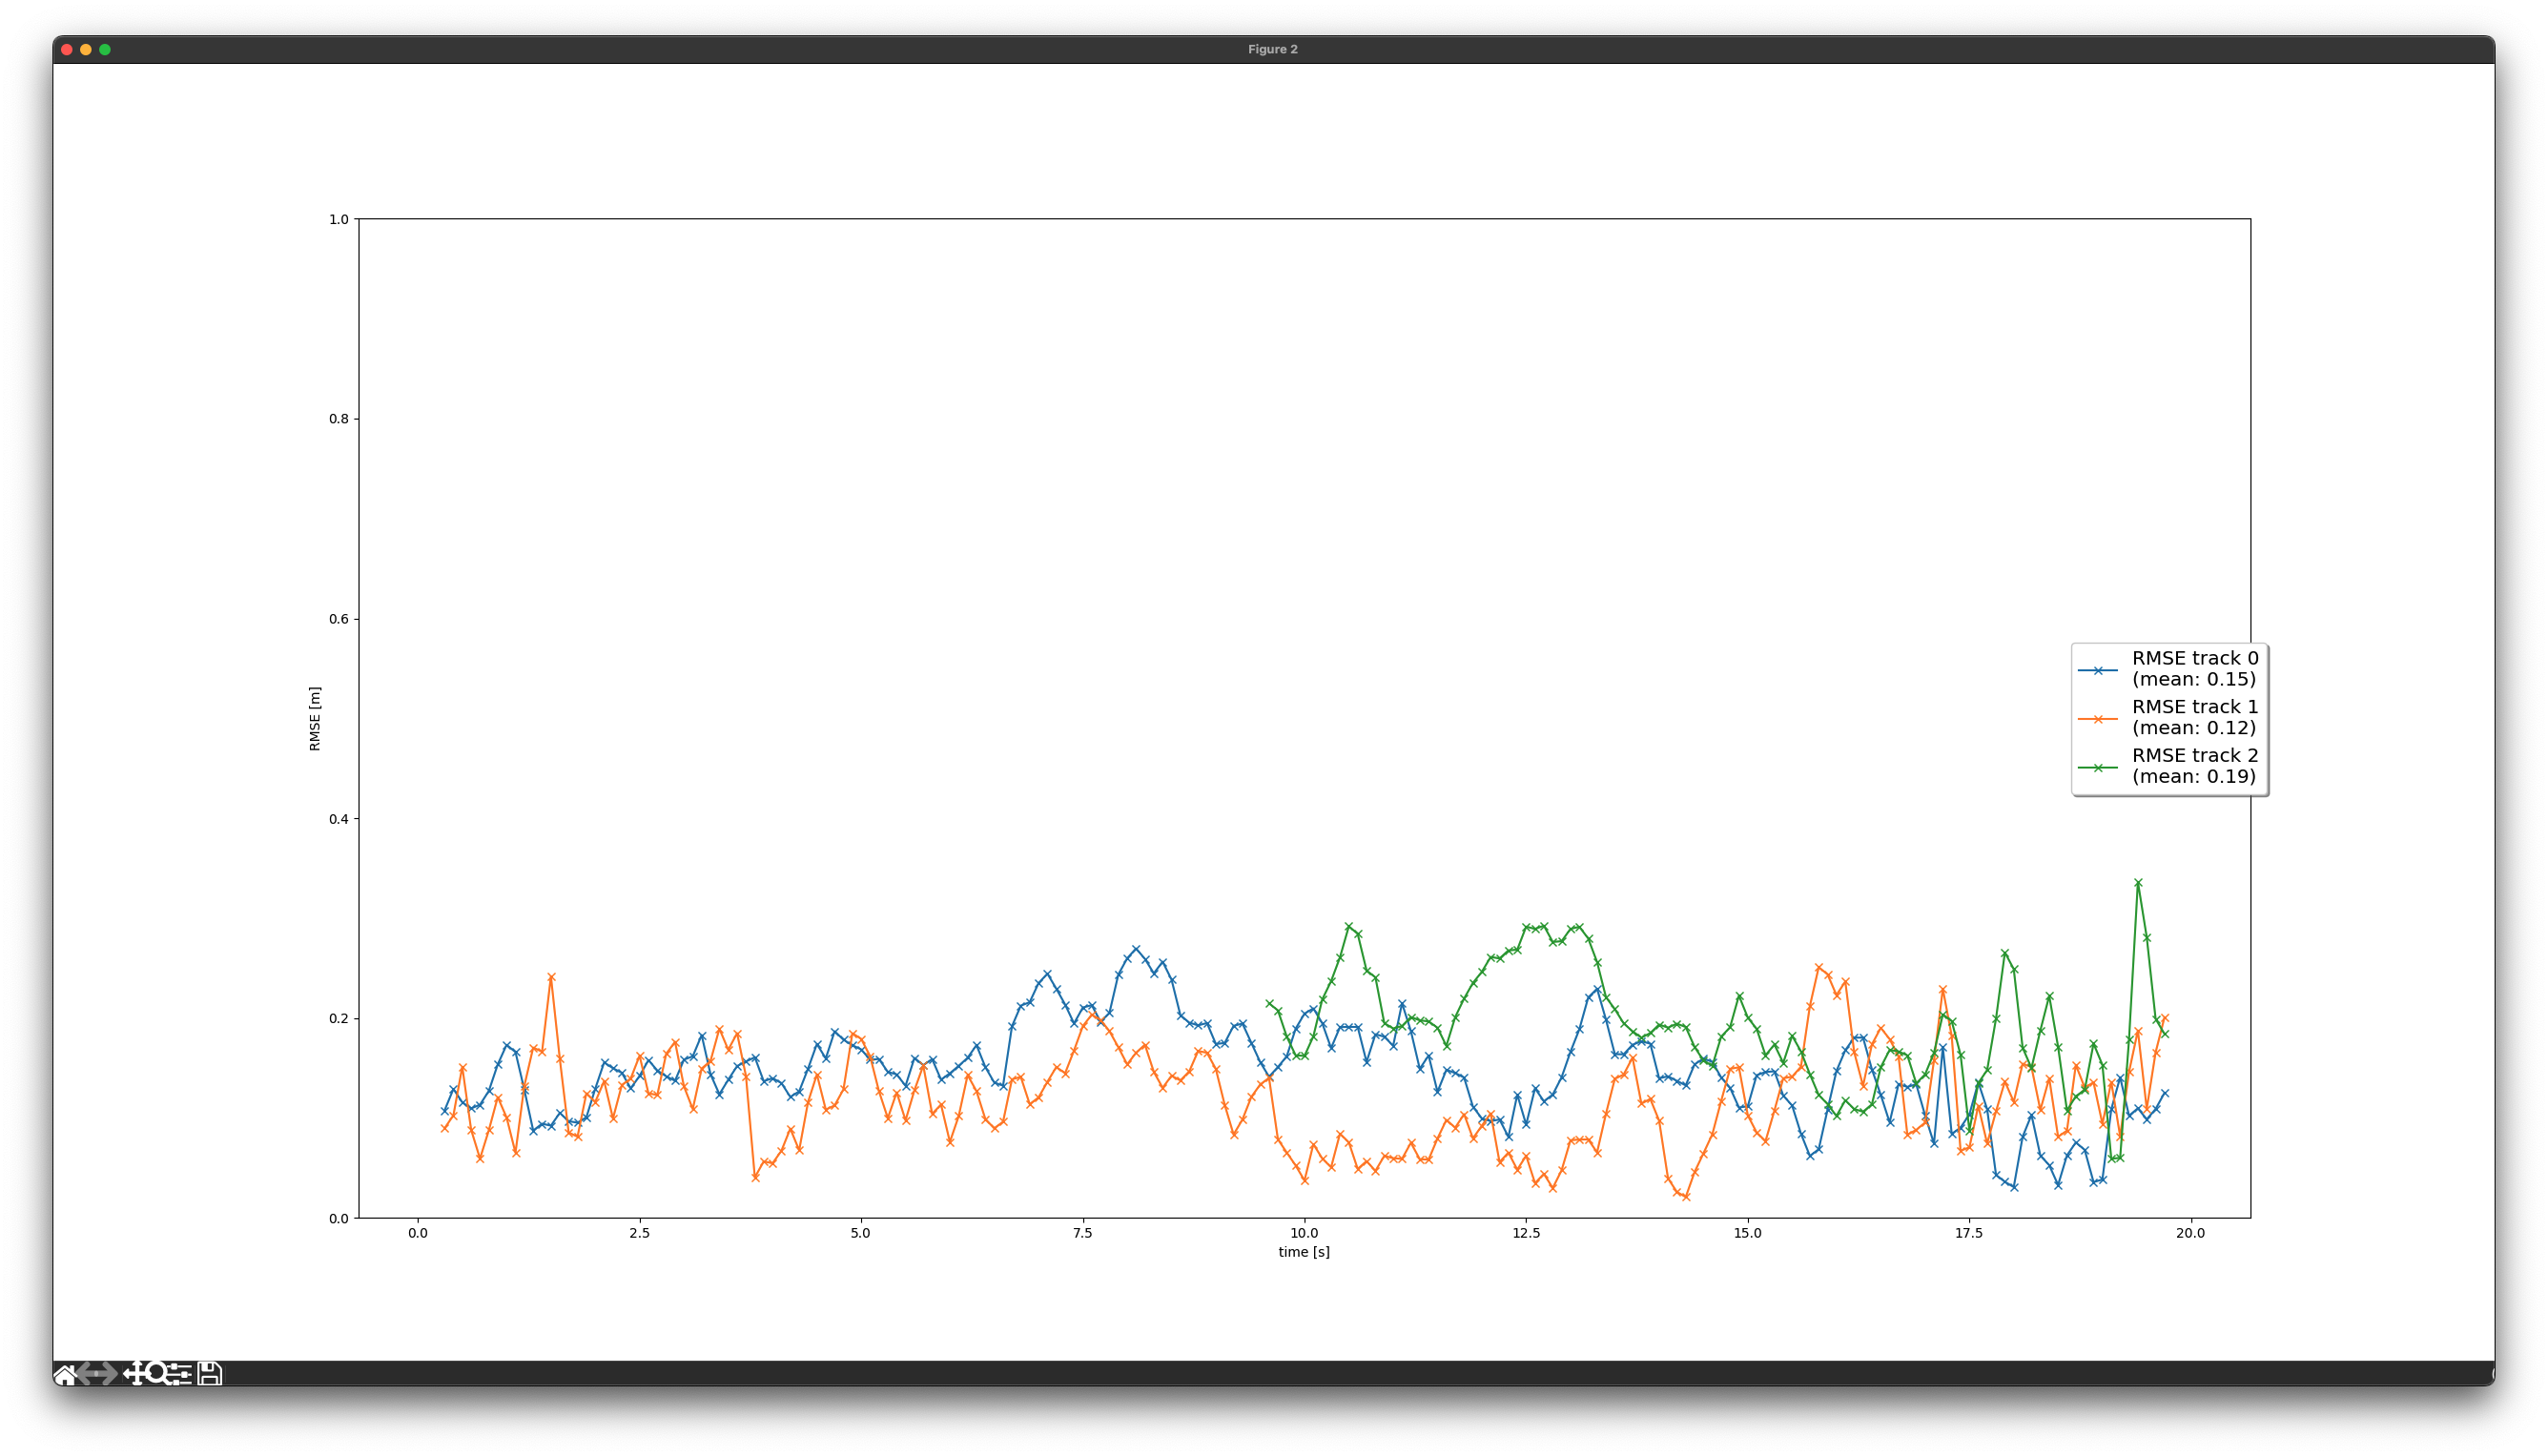 Figure 2
1.0
0.8
0.6
0.4
0.2
0.0
RMSE [m]
RMSE track 0
(mean: 0.15)
RMSE track 1
(mean: 0.12)
RMSE track 2
(mean: 0.19)
0.0 2.5 5.0 7.5 10.0 12.5 15.0 17.5 20.0
time [s]